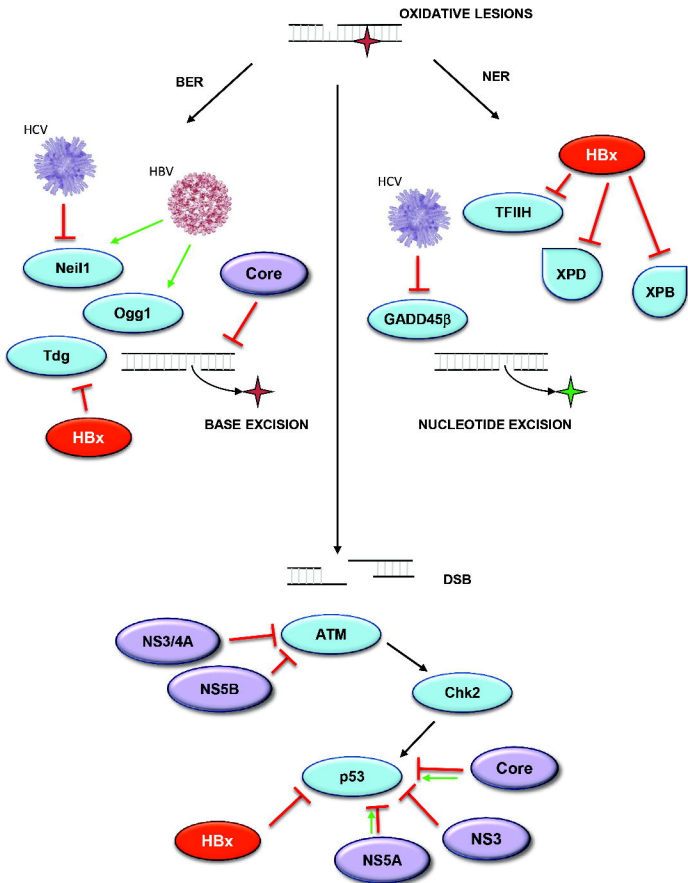 OXIDATIVE LESIONS
BER
NER
HCV
HBV
HCV
HBx
TFIIH
Neil1
Core
XPD
XPB
Ogg1
GADD45β
Tdg
BASE EXCISION
NUCLEOTIDE EXCISION
HBx
DSB
NS3/4A
ATM
NS5B
Chk2
p53
Core
HBx
NS5A
NS3